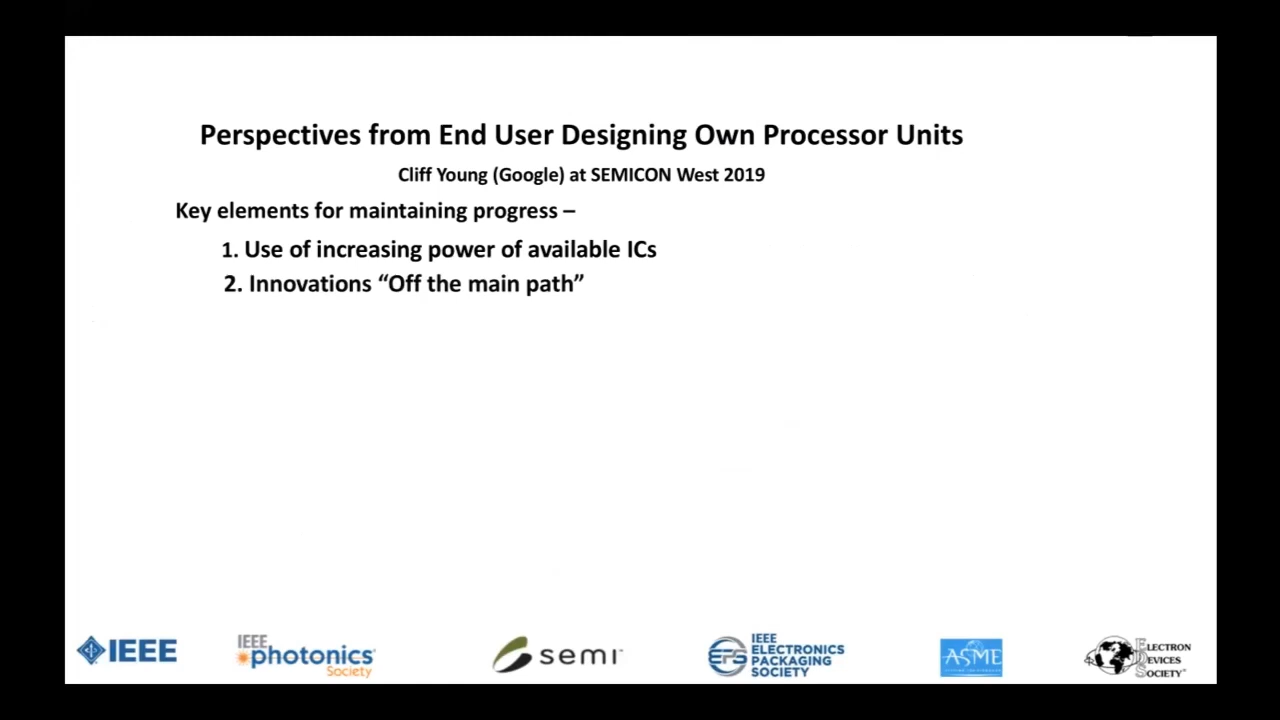 Perspectives from End User Designing Own Processor Units
Cliff Young (Google) at SEMICON West 2019
Key elements for maintaining progress –
1. Use of increasing power of available ICs
2. Innovations “Off the main path”
IEEE
IEEE
photonics
Society
semi
EPS
IEEE
ELECTRONICS
PACKAGING
SOCIETY
ASME
ELECTRON
DEVICES
SOCIETY